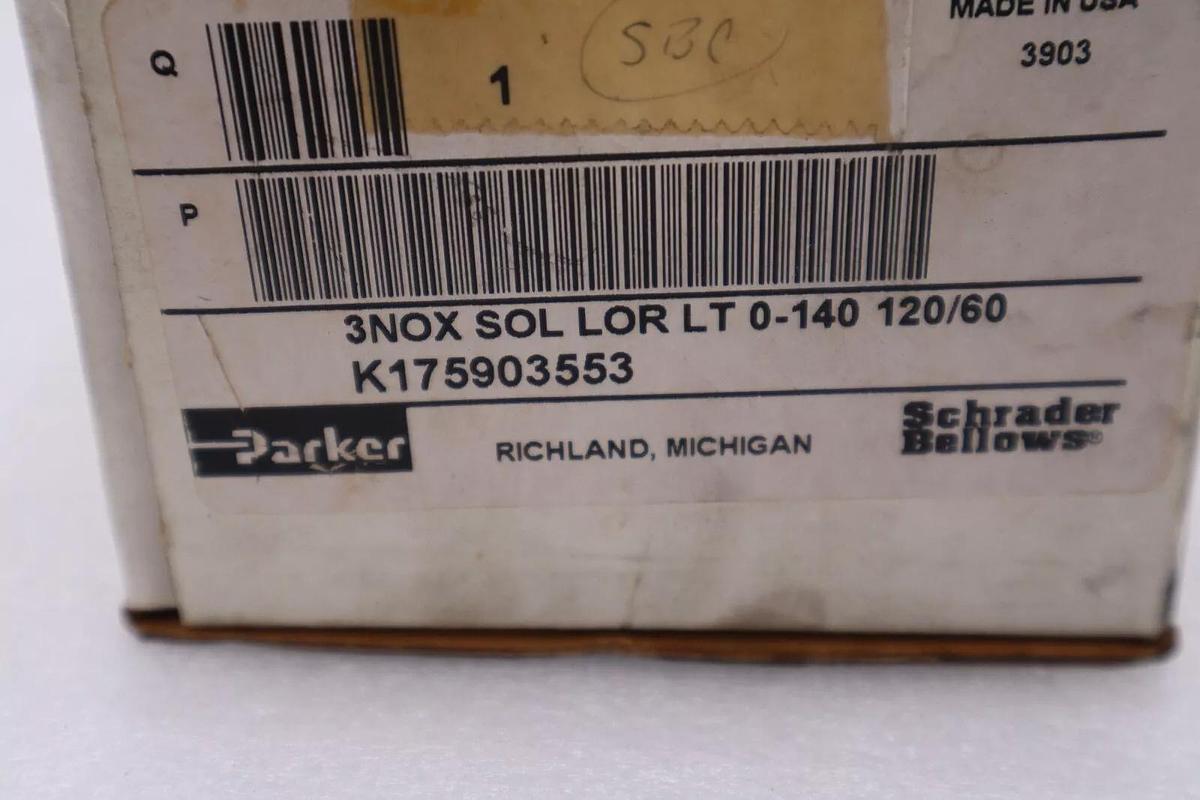 MADE IN USA
3903
Q
1
SBC
P
3NOX SOL LOR LT 0-140 120/60
K175903553
Parker
RICHLAND, MICHIGAN
Schrader
Bellows®